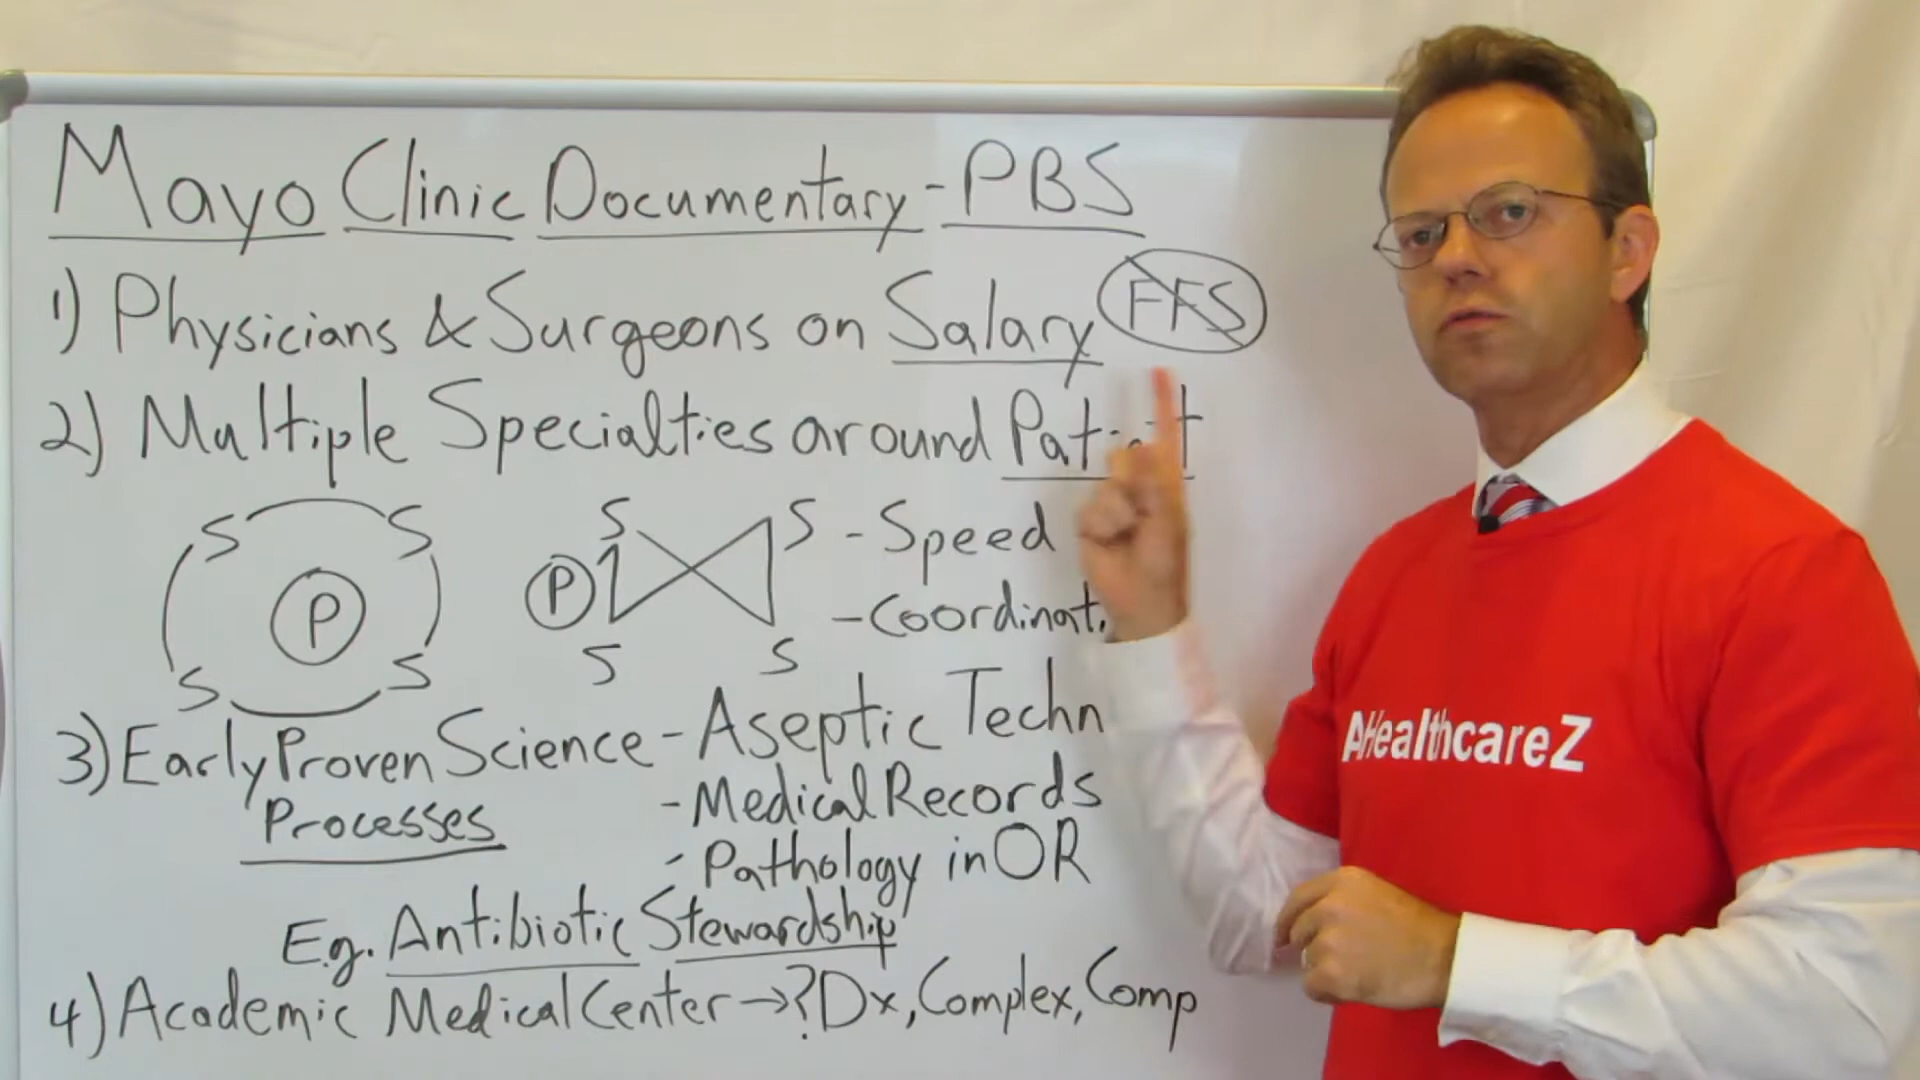 Mayo Clinic Documentary - PBS
1) Physicians & Surgeons on Salary FFS
2) Multiple Specialties around
S S S S - Speed
P P - Coordinat
S S S S
3) Early Proven Science - Aseptic Techn
Processes - Medical Records
- Pathology in OR
E.g. Antibiotic Stewardship
4) Academic Medical Center → ? Dx, Complex, Comp
AHealthcareZ